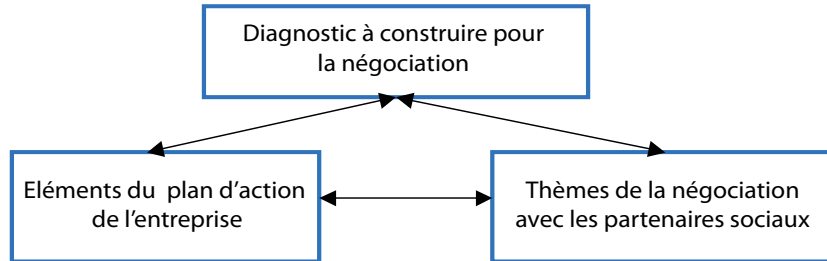 Diagnostic à construire pour
la négociation
Eléments du plan d’action
de l’entreprise
Thèmes de la négociation
avec les partenaires sociaux